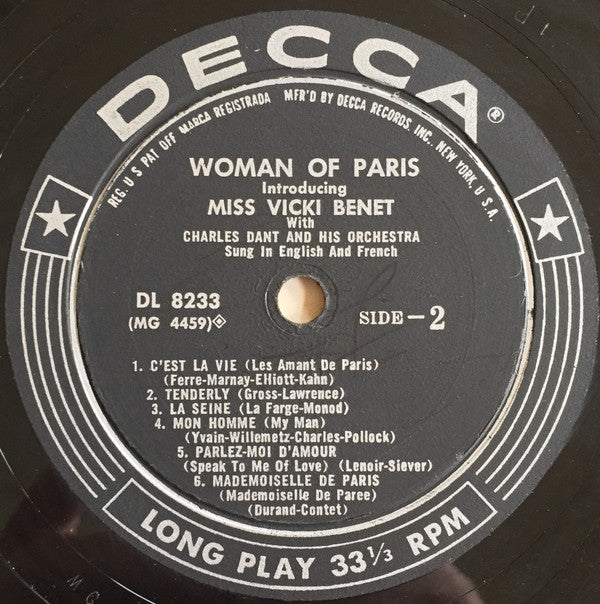 DECCA®
REG. U S PAT OFF MARCA REGISTRADA MFR'D BY DECCA RECORDS, INC., NEW YORK, U. S. A.
WOMAN OF PARIS
Introducing
MISS VICKI BENET
With
CHARLES DANT AND HIS ORCHESTRA
Sung In English And French
DL 8233
(MG 4459)
SIDE-2
1. C'EST LA VIE (Les Amant De Paris)
(Ferre-Marnay-ElHiott-Kahn)
2. TENDERLY (Gross-Lawrence)
3. LA SEINE (La Farge-Monod)
4. MON HOMME (My Man)
(Yvain-Willemetz-Charles-Pollock)
5. PARLEZ-MOI D'AMOUR
(Speak To Me Of Love) (Lenoir-Siever)
6. MADEMOISELLE DE PARIS
(Mademoiselle De Paree)
(Durand-Contet)
LONG PLAY 33 1/3 RPM